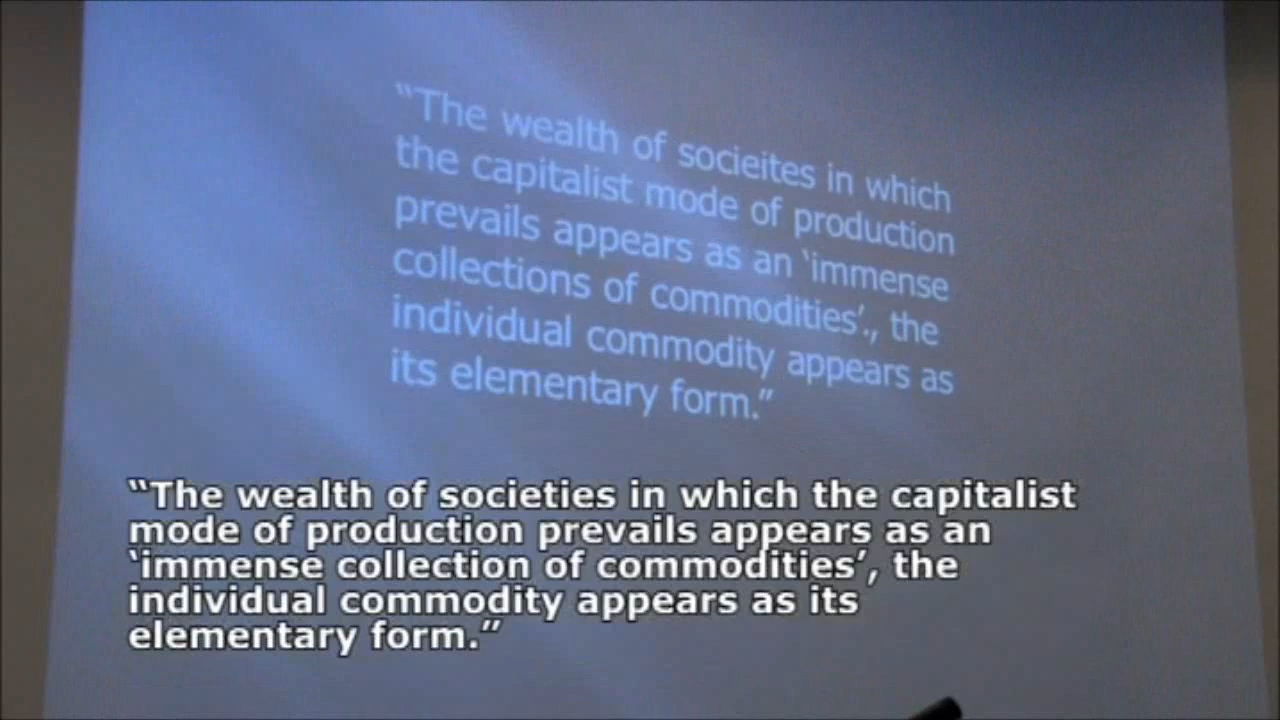 “The wealth of socieites in which
the capitalist mode of production
prevails appears as an ‘immense
collections of commodities’., the
individual commodity appears as
its elementary form.”
“The wealth of societies in which the capitalist
mode of production prevails appears as an
‘immense collection of commodities’, the
individual commodity appears as its
elementary form.”